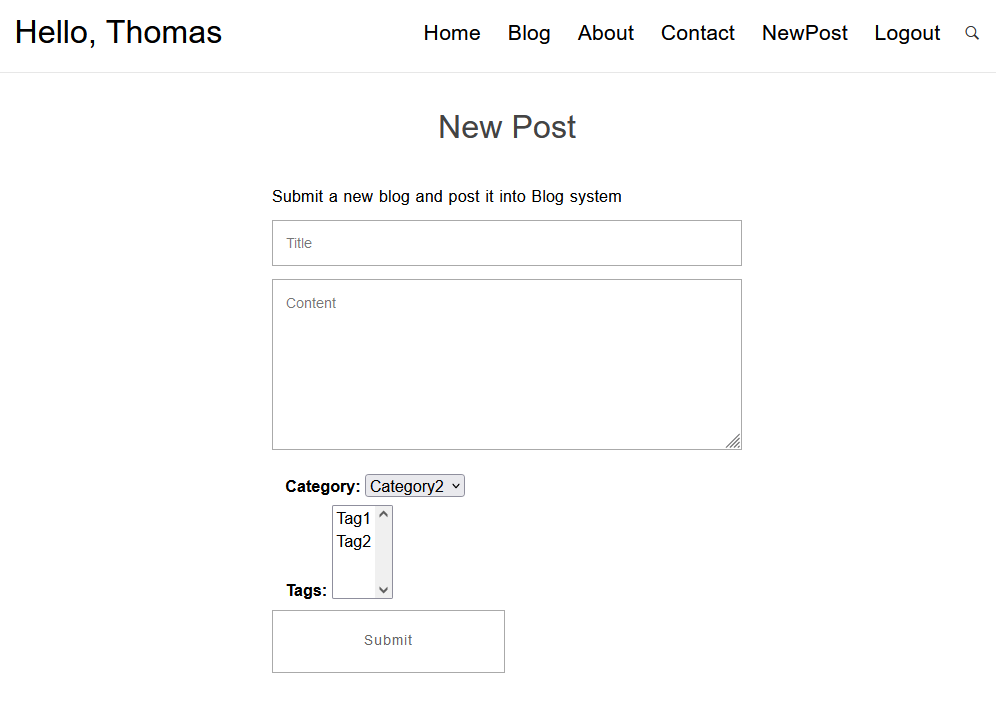 Hello, Thomas
Home Blog About Contact NewPost Logout
New Post
Submit a new blog and post it into Blog system
Title
Content
Category: Category2
Tag1
Tag2
Tags:
Submit